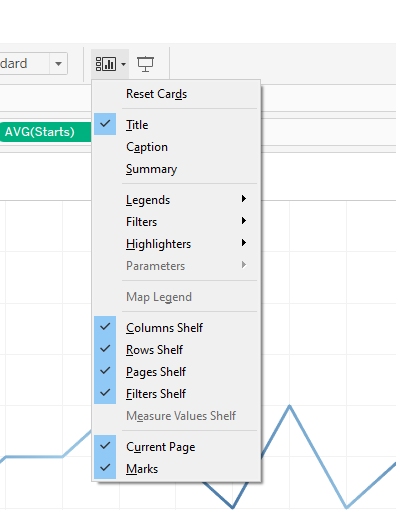 dard
Reset Cards
Title
AVG(Starts)
Caption
Summary
Legends
Filters
Highlighters
Parameters
Map Legend
Columns Shelf
Rows Shelf
Pages Shelf
Filters Shelf
Measure Values Shelf
Current Page
Marks